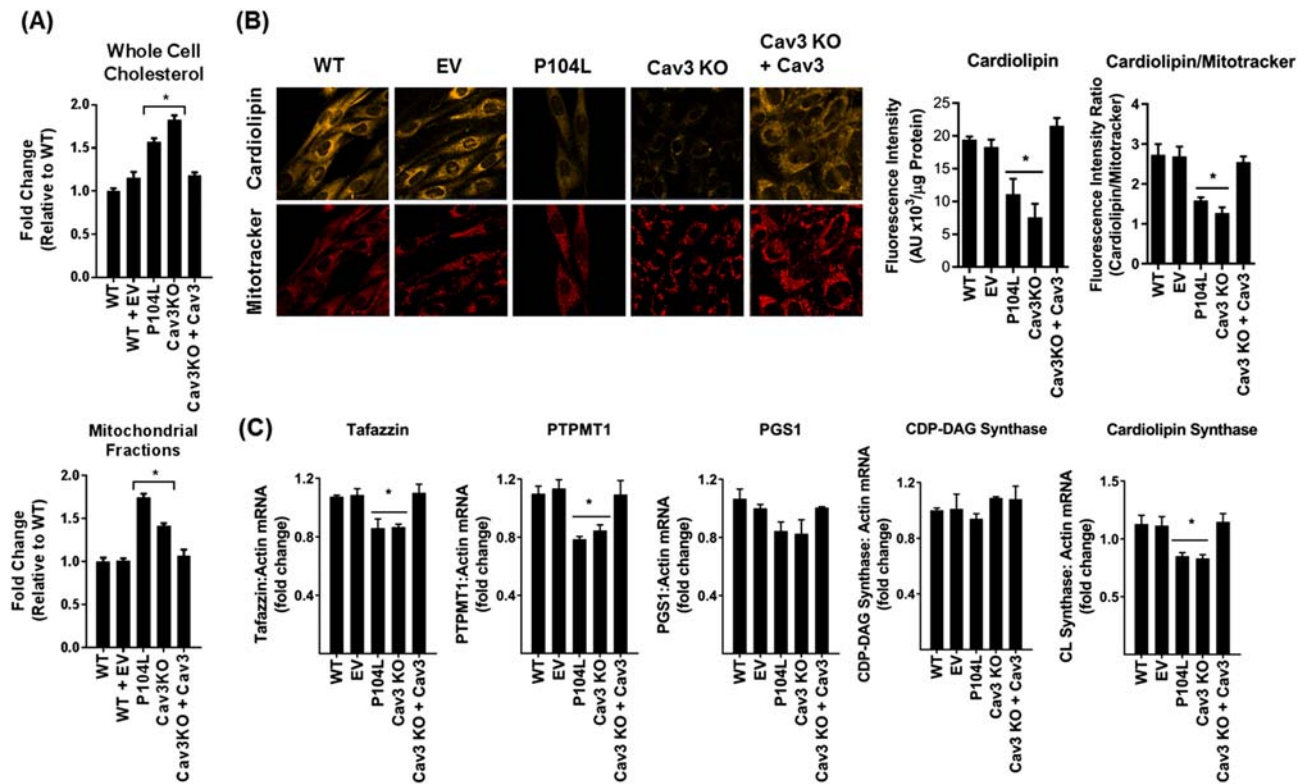 (A)
Whole Cell
Cholesterol
*
2.0
1.5
1.0
0.5
0.0
Fold Change
(Relative to WT)
WT
WT + EV
P104L
Cav3KO
Cav3KO + Cav3
Mitochondrial
Fractions
*
2.0
1.5
1.0
0.5
0.0
Fold Change
(Relative to WT)
WT
WT + EV
P104L
Cav3KO
Cav3KO + Cav3
(B)
WT
EV
P104L
Cav3 KO
Cav3 KO
+ Cav3
Cardiolipin
Mitotracker
Cardiolipin
*
25
20
15
10
5
0
Fluorescence Intensity
(AU x10³/µg Protein)
WT
EV
P104L
Cav3KO
Cav3 KO + Cav3
Cardiolipin/Mitotracker
*
4
3
2
1
0
Fluorescence Intensity Ratio
(Cardiolipin/Mitotracker)
WT
EV
P104L
Cav3 KO
Cav3 KO + Cav3
(C)
Tafazzin
*
1.2
0.8
0.4
Tafazzin:Actin mRNA
(fold change)
WT
EV
P104L
Cav3 KO
Cav3 KO + Cav3
PTPMT1
*
1.2
0.8
0.4
PTPMT1:Actin mRNA
(fold change)
WT
EV
P104L
Cav3 KO
Cav3 KO + Cav3
PGS1
1.2
0.8
0.4
PGS1:Actin mRNA
(fold change)
WT
EV
P104L
Cav3 KO
Cav3 KO + Cav3
CDP-DAG Synthase
1.2
0.8
0.4
CDP-DAG Synthase: Actin mRNA
(fold change)
WT
EV
P104L
Cav3 KO
Cav3 KO + Cav3
Cardiolipin Synthase
*
1.5
1.0
0.5
CL Synthase: Actin mRNA
(fold change)
WT
EV
P104L
Cav3 KO
Cav3 KO + Cav3